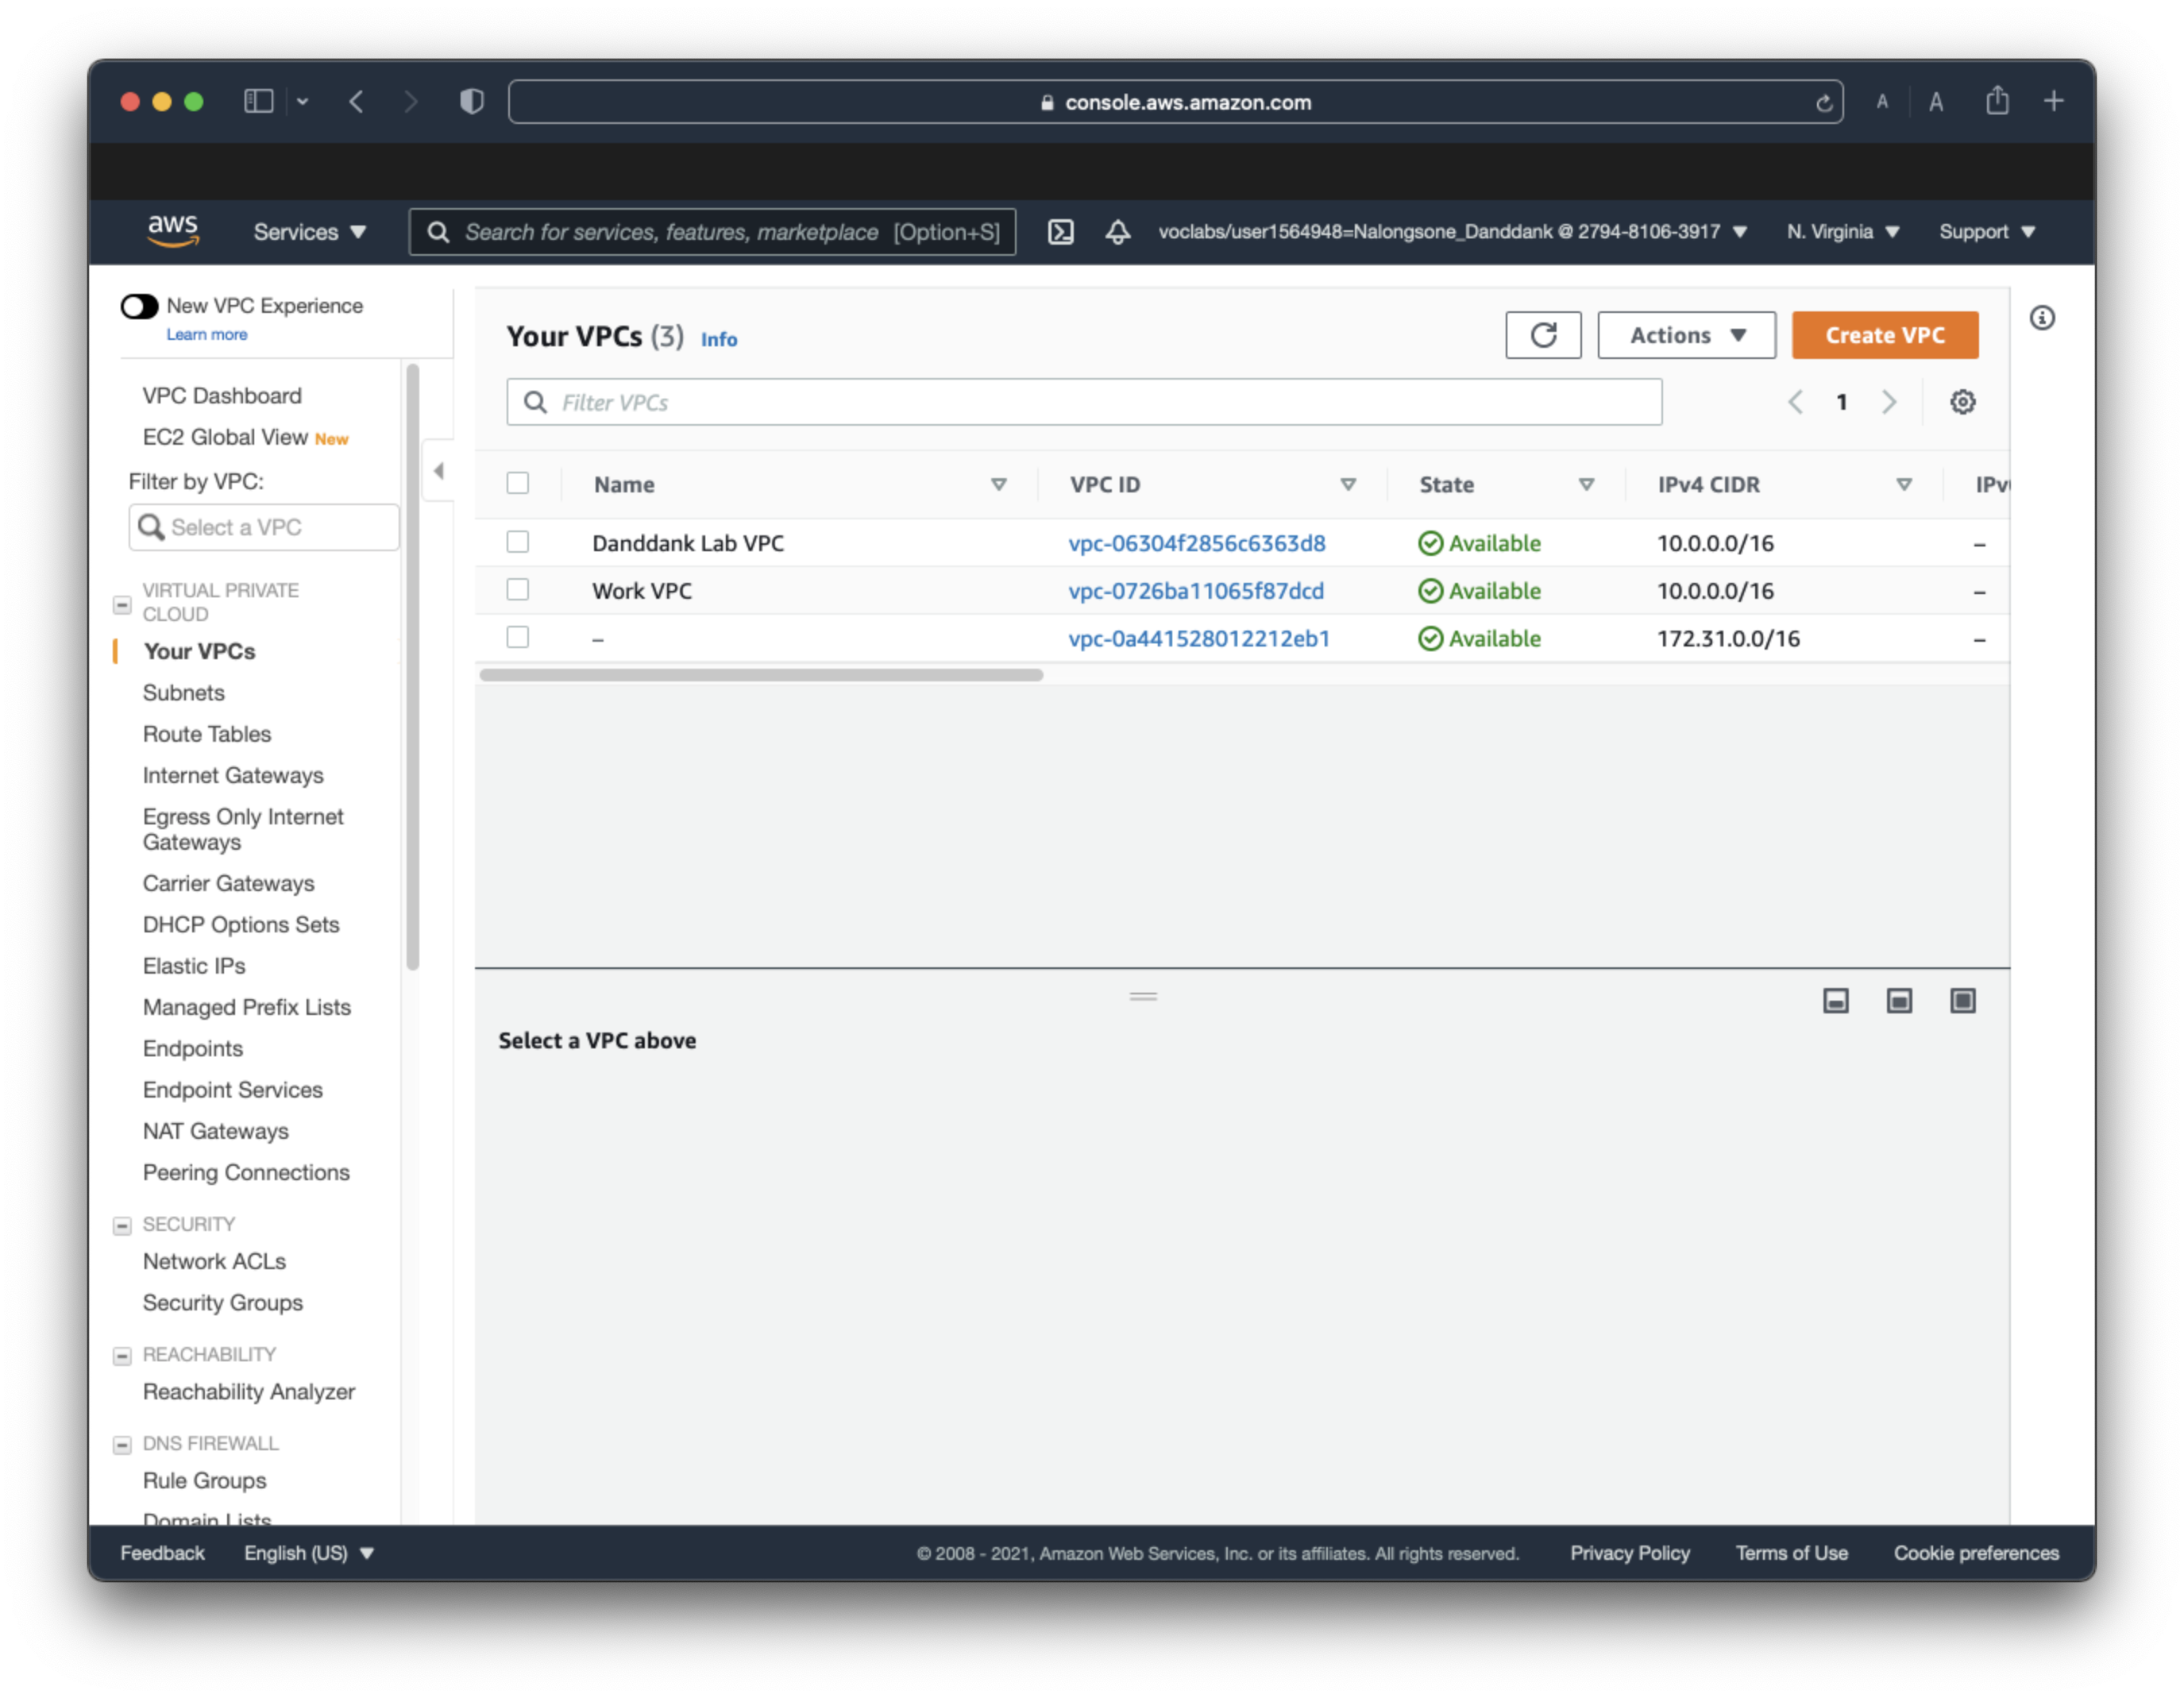 console.aws.amazon.com
A
A
aws
Services
Search for services, features, marketplace [Option+S]
voclabs/user1564948=Nalongsone_Danddank @ 2794-8106-3917
N. Virginia
Support
New VPC Experience
Learn more
VPC Dashboard
EC2 Global View New
Filter by VPC:
Select a VPC
VIRTUAL PRIVATE
CLOUD
Your VPCs
Subnets
Route Tables
Internet Gateways
Egress Only Internet
Gateways
Carrier Gateways
DHCP Options Sets
Elastic IPs
Managed Prefix Lists
Endpoints
Endpoint Services
NAT Gateways
Peering Connections
SECURITY
Network ACLs
Security Groups
REACHABILITY
Reachability Analyzer
DNS FIREWALL
Rule Groups
Domain Lists
Your VPCs (3) Info
Actions
Create VPC
Filter VPCs
1
Name VPC ID State IPv4 CIDR
Danddank Lab VPC vpc-06304f2856c6363d8 Available 10.0.0.0/16 –
Work VPC vpc-0726ba11065f87dcd Available 10.0.0.0/16 –
– vpc-0a441528012212eb1 Available 172.31.0.0/16 –
Select a VPC above
Feedback
English (US)
© 2008 - 2021, Amazon Web Services, Inc. or its affiliates. All rights reserved.
Privacy Policy
Terms of Use
Cookie preferences